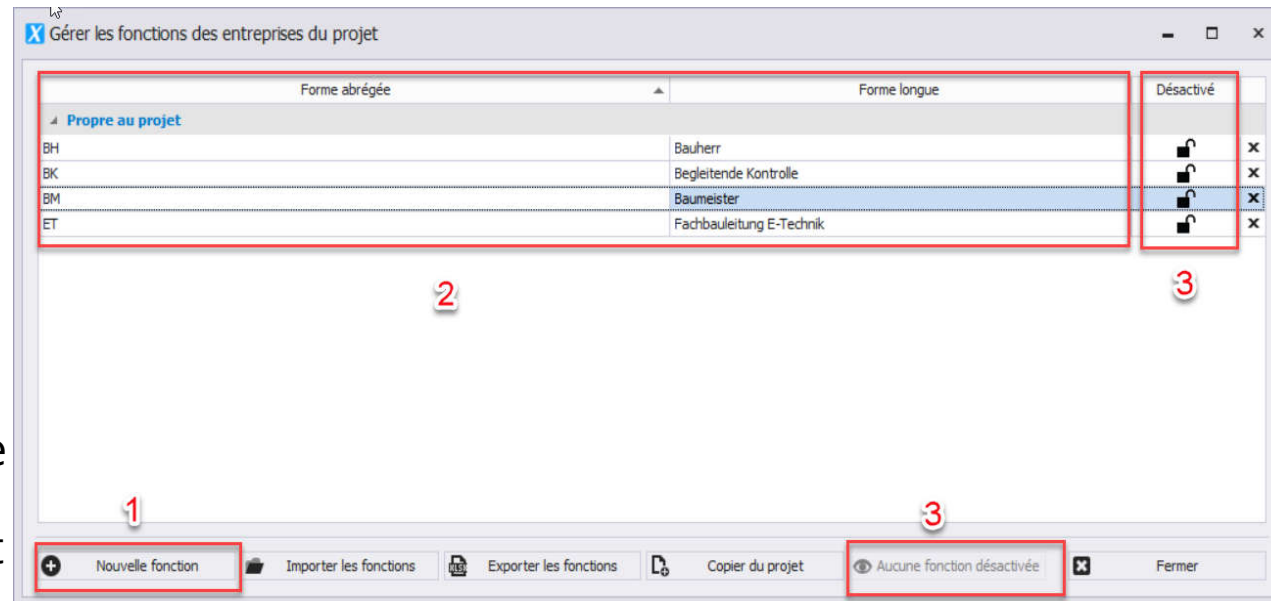 Gérer les fonctions des entreprises du projet
Forme abrégée Forme longue Désactivé
Propre au projet
BH Bauherr
BK Begleitende Kontrolle
BM Baumeister
ET Fachbauleitung E-Technik
2 3
e
1 3
t
Nouvelle fonction Importer les fonctions XLSX Exporter les fonctions Copier du projet Aucune fonction désactivée Fermer